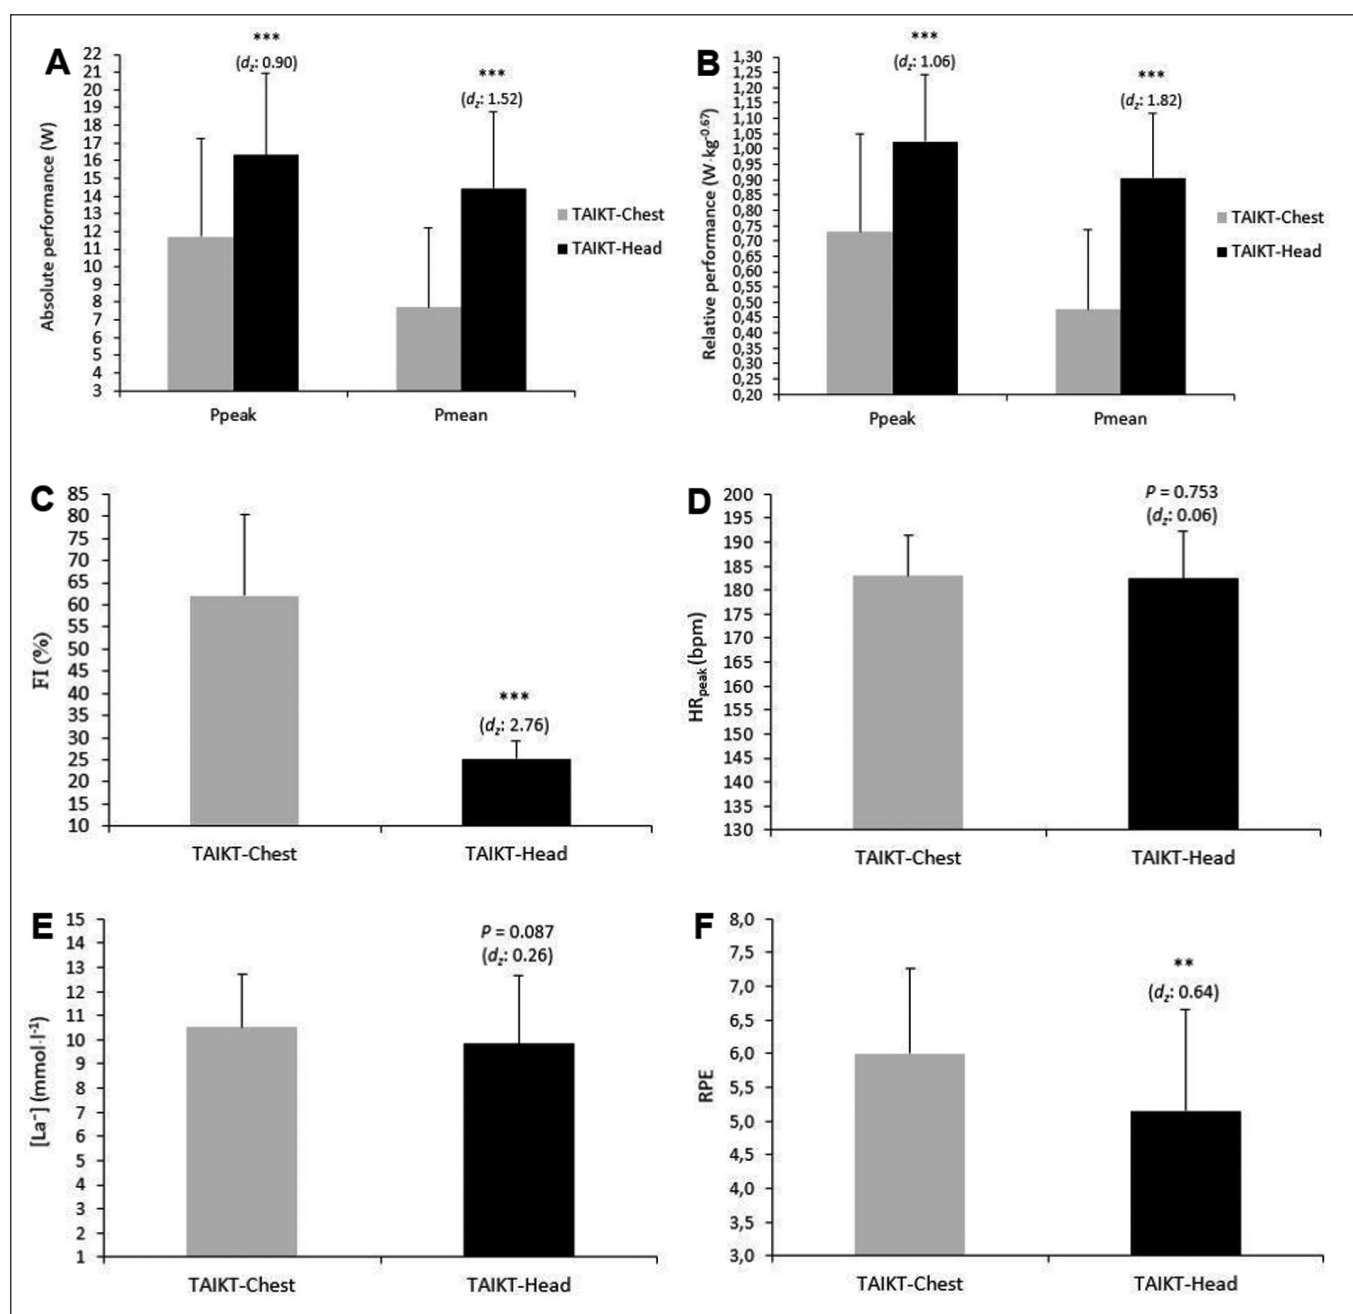 A
Absolute performance (W)
22
21
20
19
18
17
16
15
14
13
12
11
10
9
8
7
6
5
4
3
***
(dz: 0.90)
***
(dz: 1.52)
Ppeak
Pmean
TAIKT-Chest
TAIKT-Head
B
Relative performance (W·kg-0.67)
1,30
1,25
1,20
1,15
1,10
1,05
1,00
0,95
0,90
0,85
0,80
0,75
0,70
0,65
0,60
0,55
0,50
0,45
0,40
0,35
0,30
0,25
0,20
***
(dz: 1.06)
***
(dz: 1.82)
Ppeak
Pmean
TAIKT-Chest
TAIKT-Head
C
FI (%)
85
80
75
70
65
60
55
50
45
40
35
30
25
20
15
10
***
(dz: 2.76)
TAIKT-Chest
TAIKT-Head
D
HRpeak (bpm)
200
195
190
185
180
175
170
165
160
155
150
145
140
135
130
P = 0.753
(dz: 0.06)
TAIKT-Chest
TAIKT-Head
E
[La-] (mmol·l-1)
15
14
13
12
11
10
9
8
7
6
5
4
3
2
1
P = 0.087
(dz: 0.26)
TAIKT-Chest
TAIKT-Head
F
RPE
8,0
7,5
7,0
6,5
6,0
5,5
5,0
4,5
4,0
3,5
3,0
**
(dz: 0.64)
TAIKT-Chest
TAIKT-Head